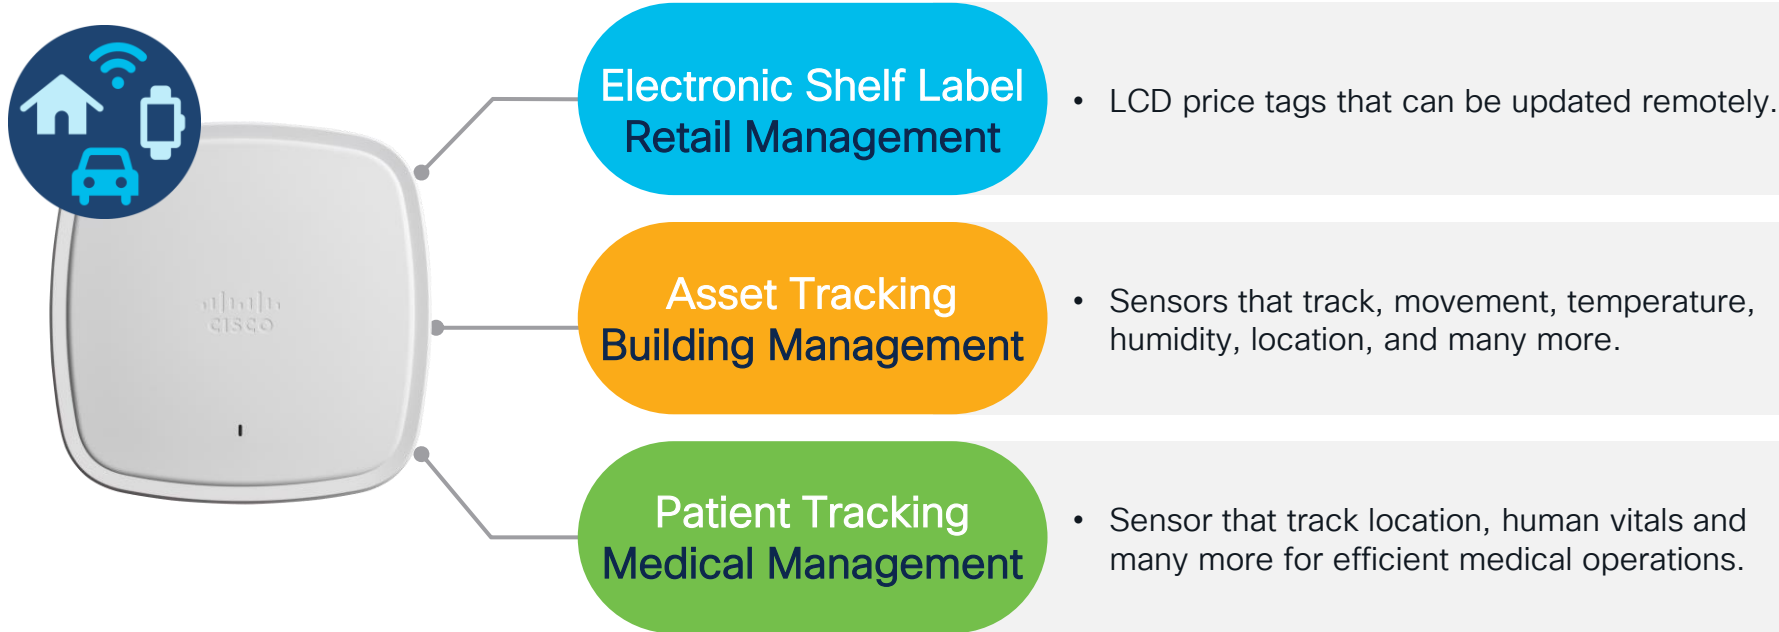 Electronic Shelf Label
Retail Management
• LCD price tags that can be updated remotely.
CISCO
Asset Tracking
Building Management
• Sensors that track, movement, temperature,
humidity, location, and many more.
Patient Tracking
Medical Management
• Sensor that track location, human vitals and
many more for efficient medical operations.